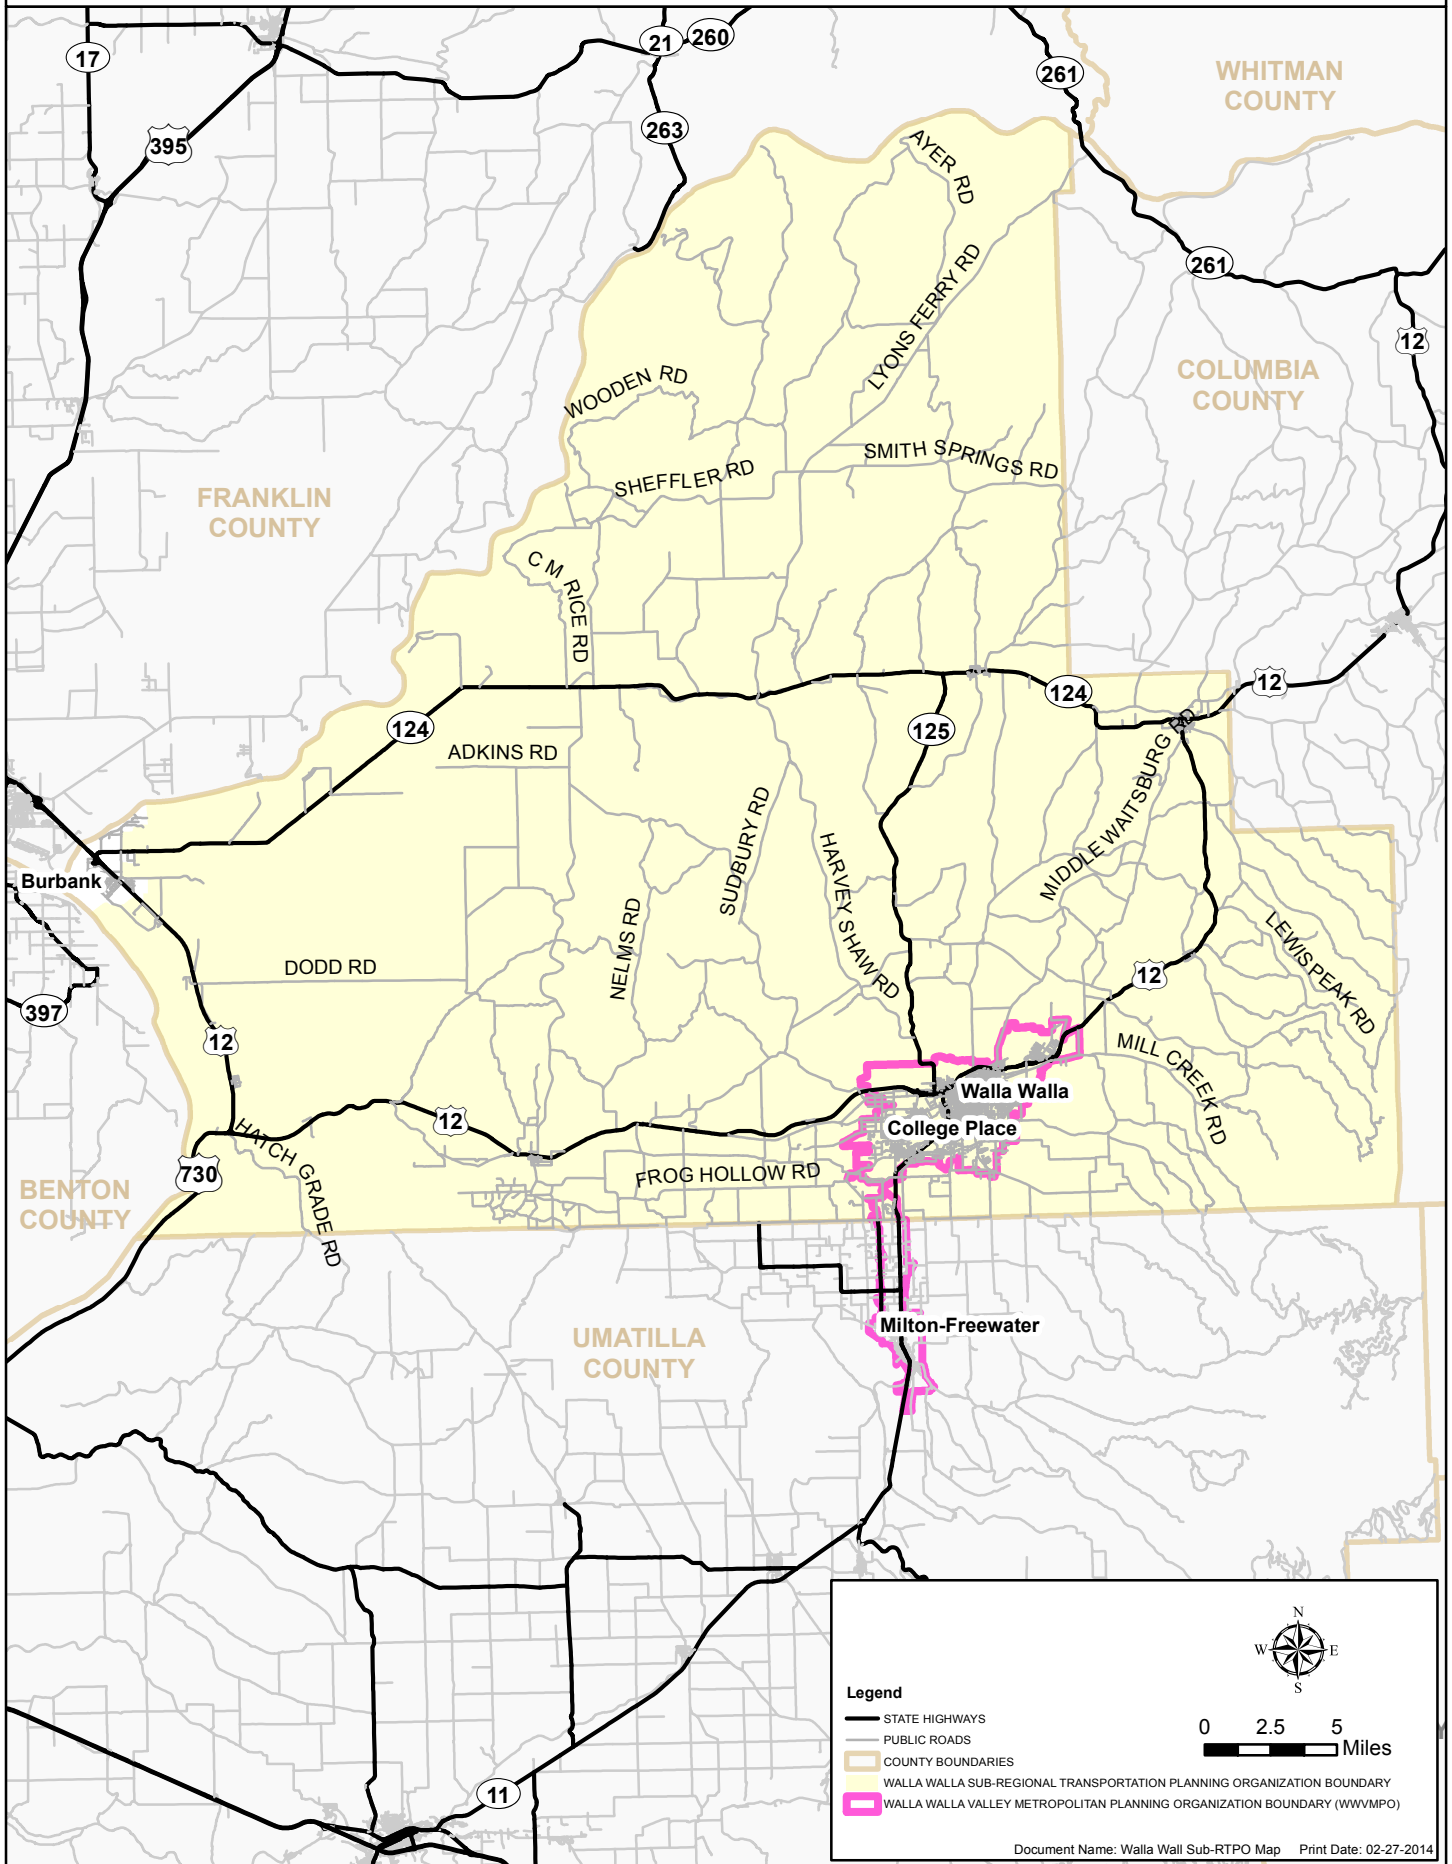 17
21
260
261
WHITMAN
COUNTY
395
263
AYER RD
261
LYONS FERRY RD
12
COLUMBIA
COUNTY
WOODEN RD
SMITH SPRINGS RD
SHEFFLER RD
FRANKLIN
COUNTY
C M RICE RD
124
12
124
125
ADKINS RD
MIDDLE WAITSBURG RD
SUDBURY RD
HARVEY SHAW RD
Burbank
NELMS RD
LEWISPEAK RD
DODD RD
12
397
12
MILL CREEK RD
Walla Walla
12
College Place
HATCH GRADE RD
730
FROG HOLLOW RD
BENTON
COUNTY
Milton-Freewater
UMATILLA
COUNTY
11
N
W
E
S
Legend
STATE HIGHWAYS
PUBLIC ROADS
COUNTY BOUNDARIES
WALLA WALLA SUB-REGIONAL TRANSPORTATION PLANNING ORGANIZATION BOUNDARY
WALLA WALLA VALLEY METROPOLITAN PLANNING ORGANIZATION BOUNDARY (WWVMPO)
0 2.5 5
Miles
Document Name: Walla Wall Sub-RTPO Map Print Date: 02-27-2014